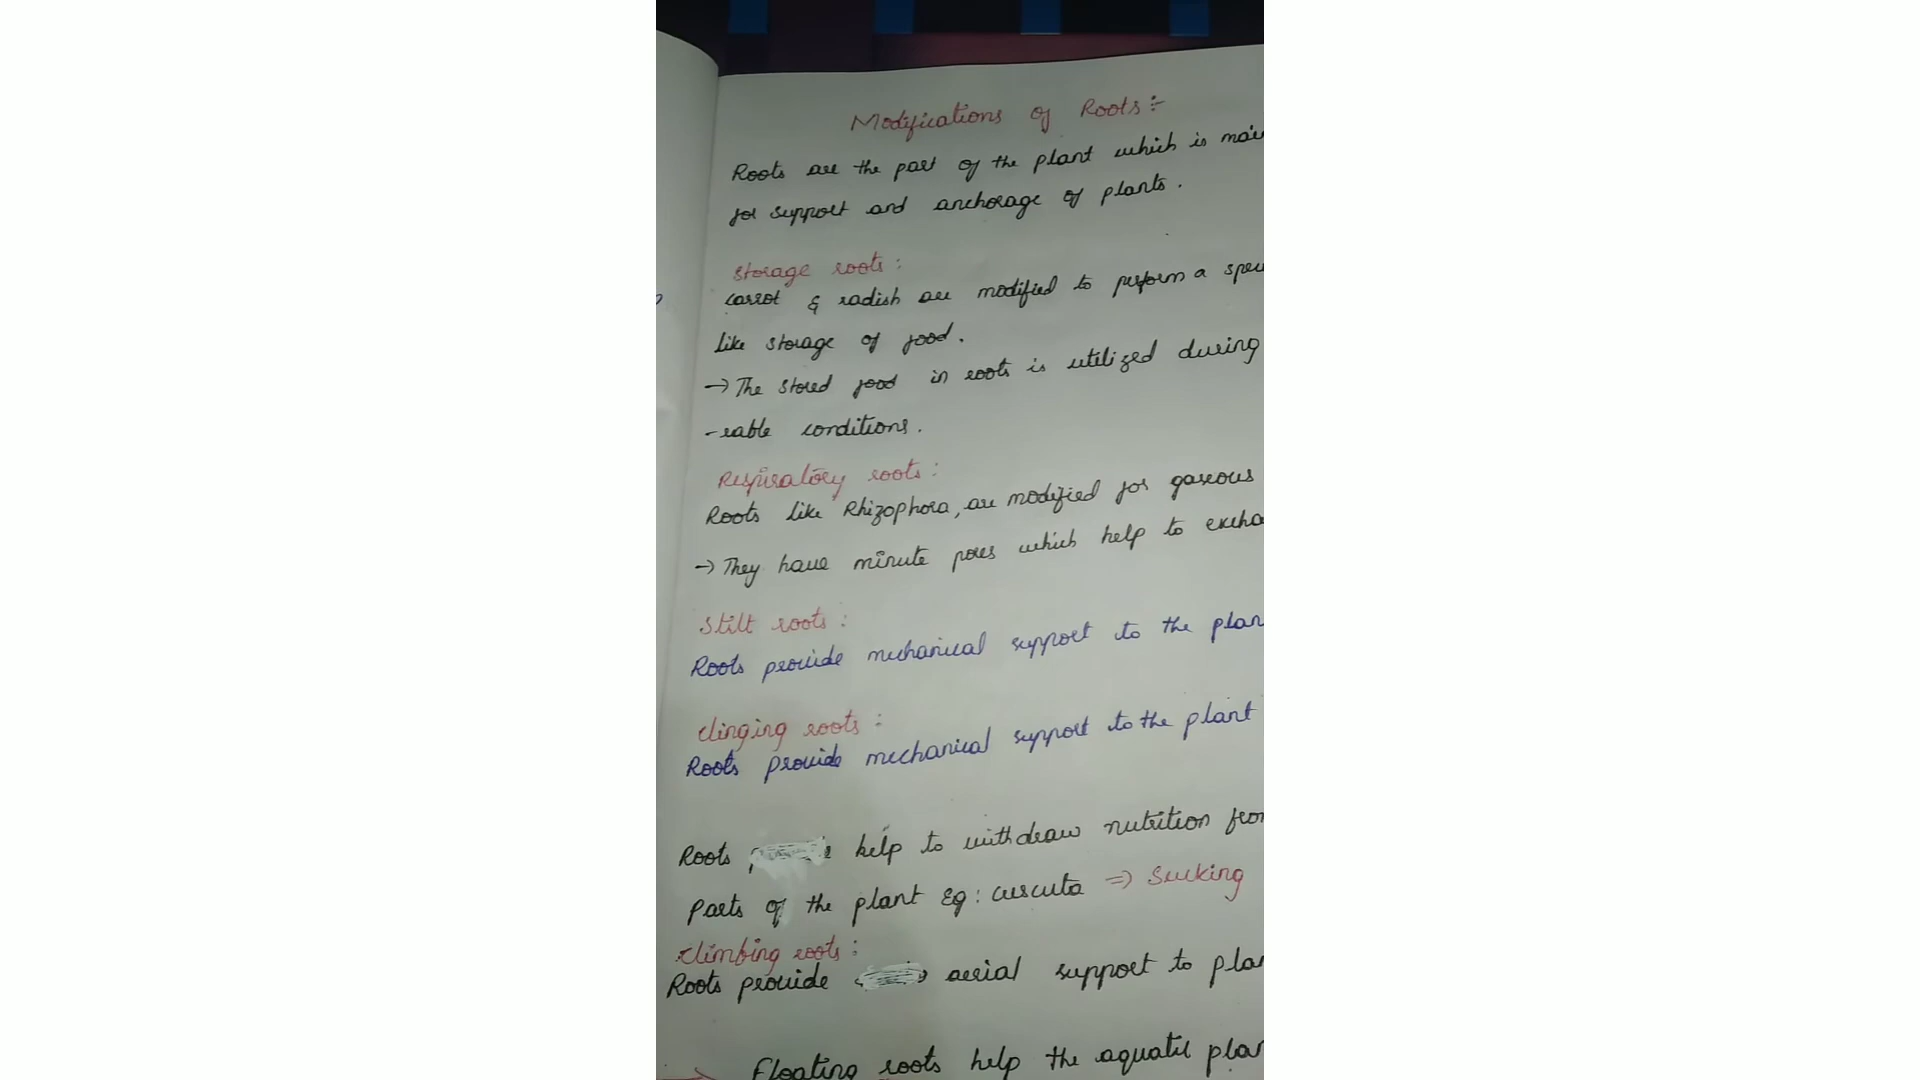 Modifications of Roots :-
Roots are the part of the plant which is mai
for support and anchorage of plants.
Storage roots :
carrot & radish are modified to perform a spec
like storage of food.
→ The stored food in roots is utilized during
-rable conditions.
Respiratory roots :
Roots like Rhizophora, are modified for gaseous
→ They have minute pores which help to excha
Stilt roots :
Roots provide mechanical support to the plan
clinging roots :
Roots provide mechanical support to the plant
Roots help to withdraw nutrition from
Parts of the plant Eg : cuscuta ⇒ Sucking
climbing roots :
Roots provide aerial support to plan
Floating roots help the aquatic plan